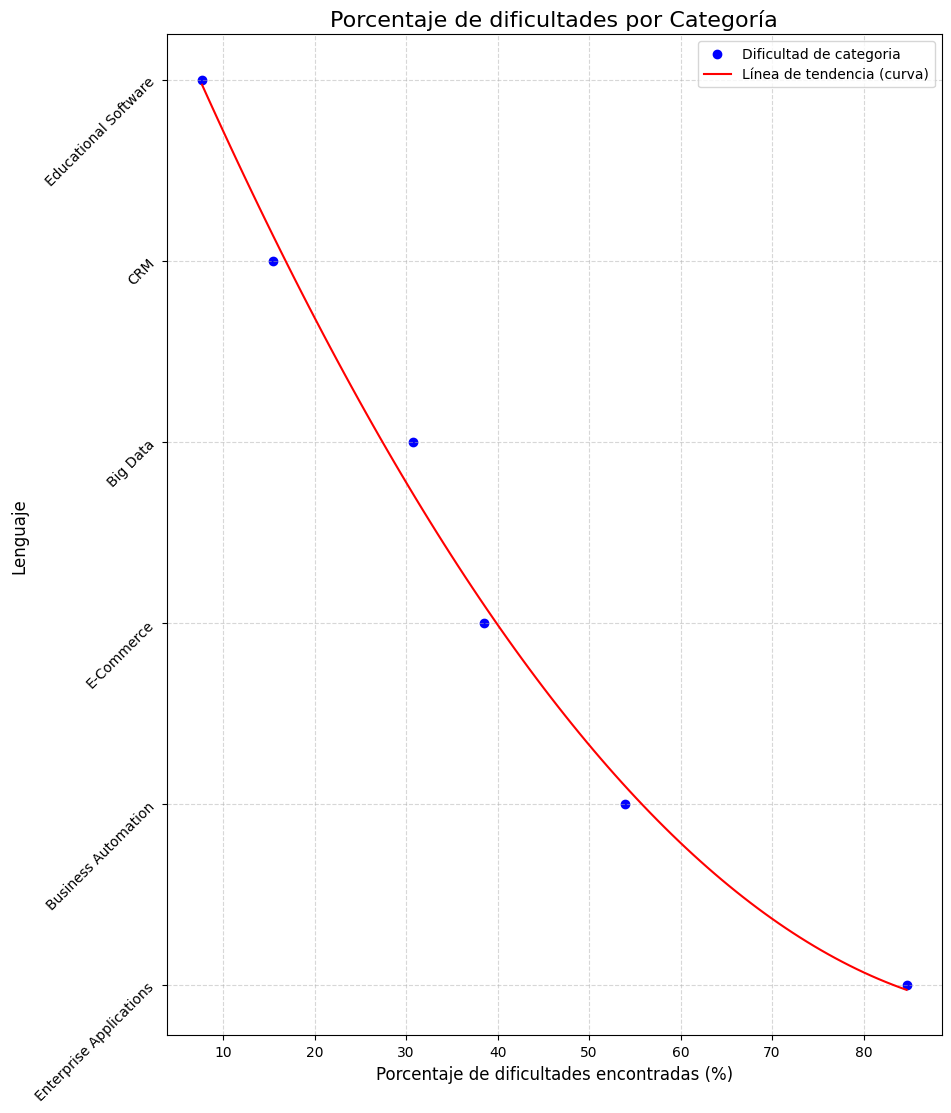 Porcentaje de dificultades por Categoría
Dificultad de categoria
Línea de tendencia (curva)
Lenguaje
Educational Software
CRM
Big Data
E-Commerce
Business Automation
Enterprise Applications
10 20 30 40 50 60 70 80
Porcentaje de dificultades encontradas (%)